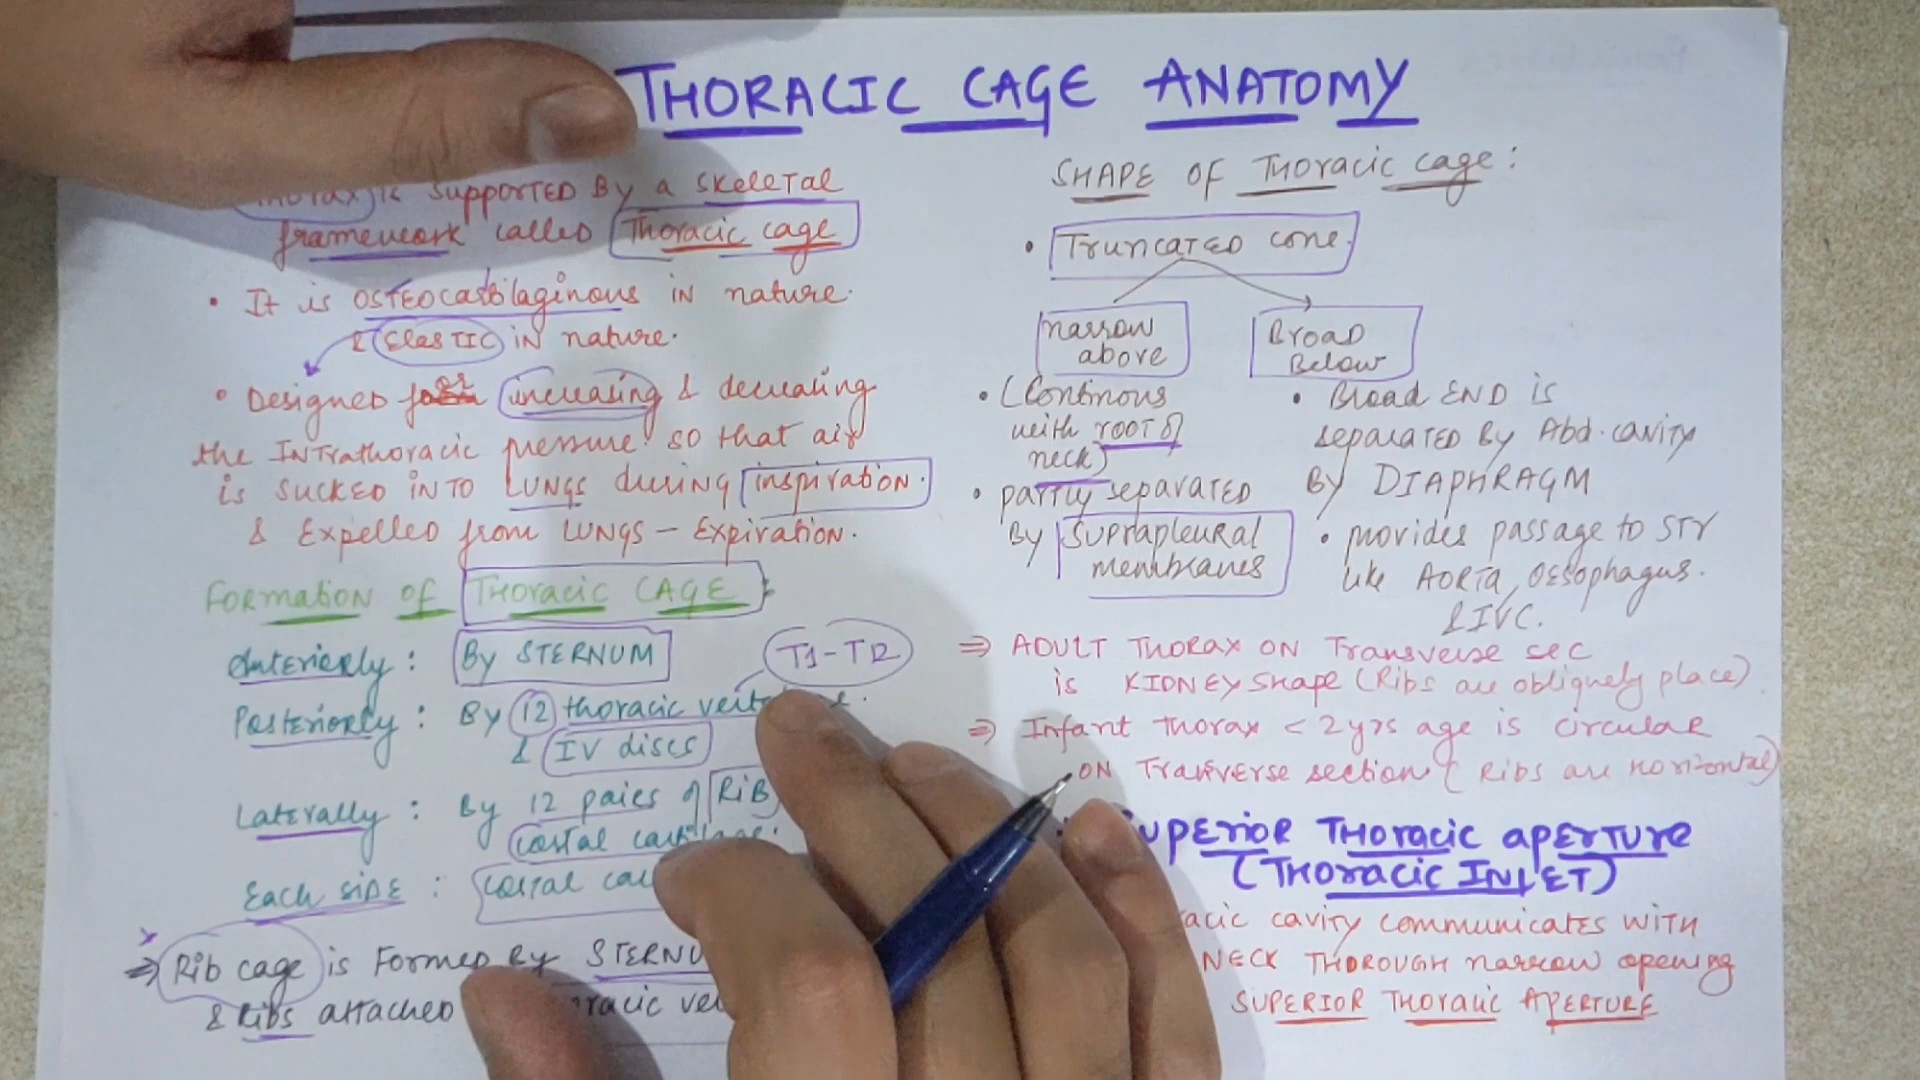 THORACIC CAGE ANATOMY
is supported by a skeletal
framework called Thoracic cage
• It is osteocartilaginous in nature.
& elastic in nature.
• Designed for increasing & decreasing
the Intrathoracic pressure. so that air
is sucked into LUNGS during inspiration.
& Expelled from LUNGS – Expiration.
Formation of Thoracic CAGE:
Anteriorly: By STERNUM
T1-T12
Posteriorly: By 12 thoracic
& IV discs
Laterally: By 12 pairs of RiB
costal
Each side: costal
⇒ Rib cage is Formed By
& Ribs attached
SHAPE OF Thoracic cage:
• Truncated cone.
narrow
above
Broad
Below
• (Continous
with root of
neck)
• partly separated
By Suprapleural
membranes
• Broad END is
separated By Abd. cavity
By DIAPHRAGM
• provides passage to STr
like AORTA, Oesophagus.
& IVC.
⇒ ADULT Thorax ON Transverse sec
is KIDNEY shape (Ribs are obliquely place).
⇒ Infant thorax < 2 yrs age is circular
ON Transverse section (Ribs are horizontal)
SUPERIOR THORACIC APERTURE
(THORACIC INLET)
cavity communicates with
NECK THOROUGH narrow opening
SUPERIOR THORACIC APERTURE